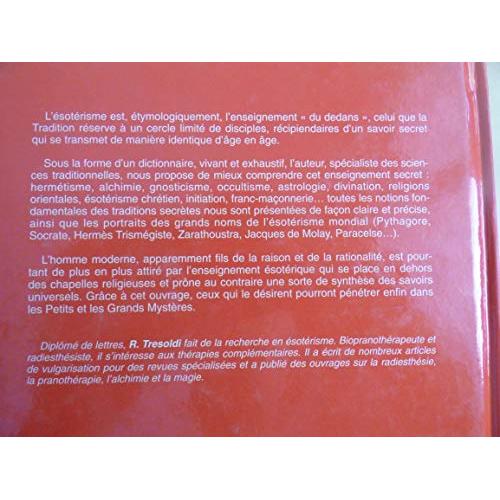 L'ésotérisme est, étymologiquement, l'enseignement « du dedans », celui que la
Tradition réserve à un cercle limité de disciples, récipiendaires d'un savoir secret
qui se transmet de manière identique d'âge en âge.
Sous la forme d'un dictionnaire, vivant et exhaustif, l'auteur, spécialiste des scien-
ces traditionnelles, nous propose de mieux comprendre cet enseignement secret :
hermétisme, alchimie, gnosticisme, occultisme, astrologie, divination, religions
orientales, ésotérisme chrétien, initiation, franc-maçonnerie... toutes les notions fon-
damentales des traditions secrètes nous sont présentées de façon claire et précise,
ainsi que les portraits des grands noms de l'ésotérisme mondial (Pythagore,
Socrate, Hermès Trismégiste, Zarathoustra, Jacques de Molay, Paracelse...).
L'homme moderne, apparemment fils de la raison et de la rationalité, est pour-
tant de plus en plus attiré par l'enseignement ésotérique qui se place en dehors
des chapelles religieuses et prône au contraire une sorte de synthèse des savoirs
universels. Grâce à cet ouvrage, ceux qui le désirent pourront pénétrer enfin dans
les Petits et les Grands Mystères.
Diplômé de lettres, R. Tresoldi fait de la recherche en ésotérisme. Biopranothérapeute et
radiesthésiste, il s'intéresse aux thérapies complémentaires. Il a écrit de nombreux articles
de vulgarisation pour des revues spécialisées et a publié des ouvrages sur la radiesthésie,
la pranothérapie, l'alchimie et la magie.